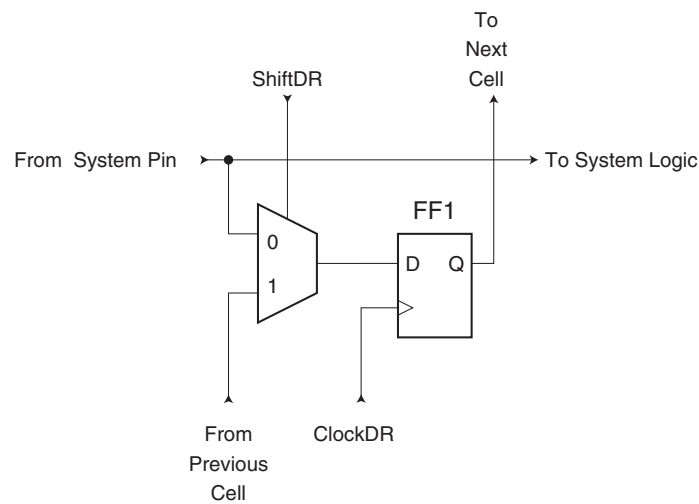 To
Next
Cell
ShiftDR
From System Pin
To System Logic
FF1
0
D Q
1
From
Previous
Cell
ClockDR